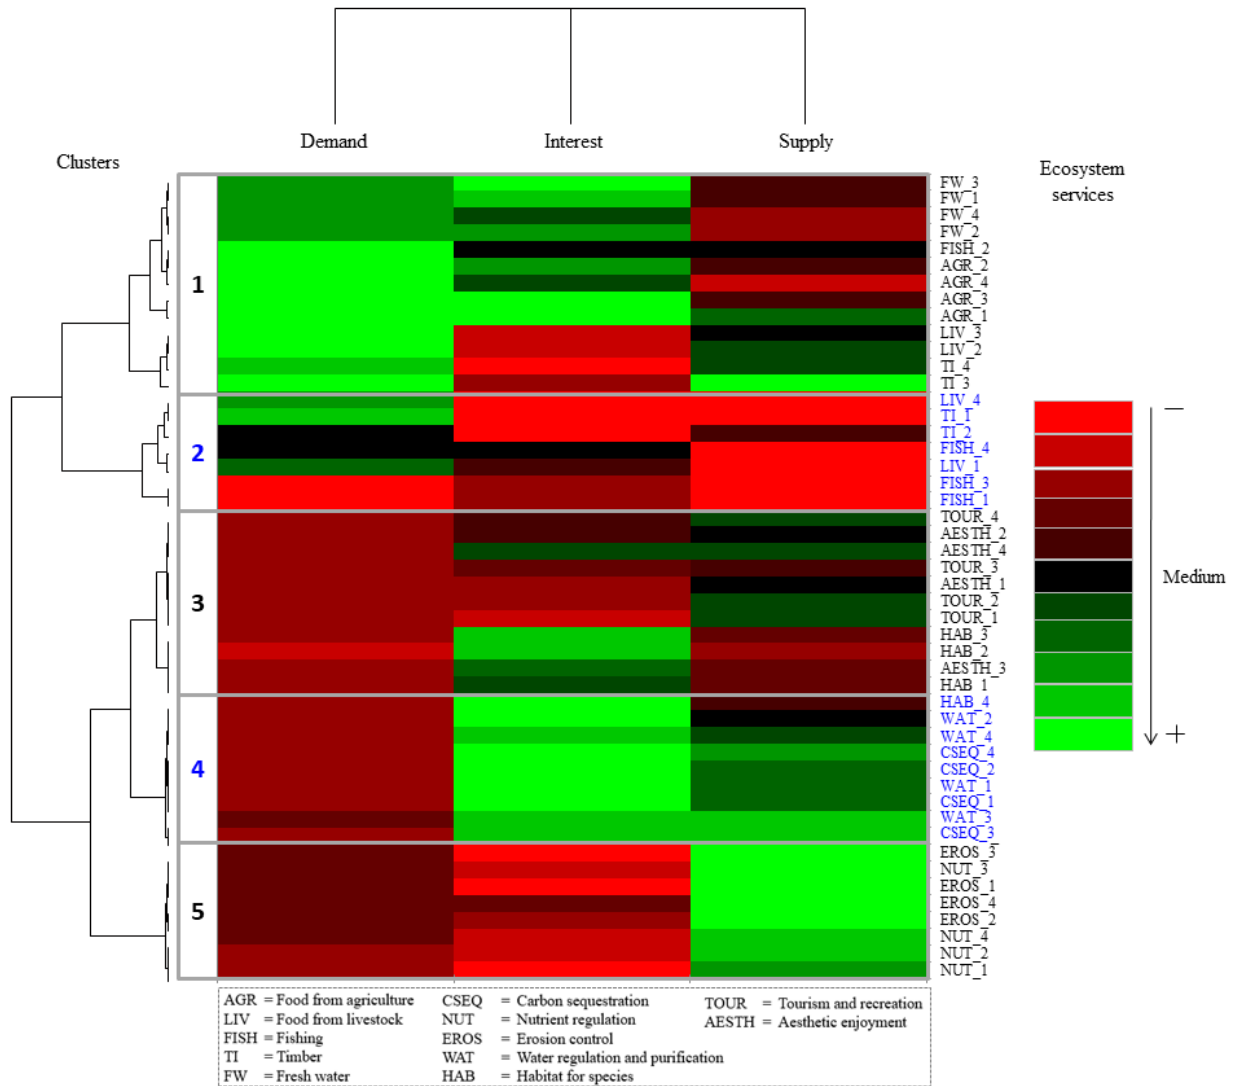 Demand
Interest
Supply
Clusters
Ecosystem
services
1
2
3
4
5
FW_3
FW_1
FW_4
FW_2
FISH_2
AGR_2
AGR_4
AGR_3
AGR_1
LIV_3
LIV_2
TI_4
TI_3
LIV_4
TI_1
TI_2
FISH_4
LIV_1
FISH_3
FISH_1
TOUR_4
AESTH_2
AESTH_4
TOUR_3
AESTH_1
TOUR_2
TOUR_1
HAB_3
HAB_2
AESTH_3
HAB_1
HAB_4
WAT_2
WAT_4
CSEQ_4
CSEQ_2
WAT_1
CSEQ_1
WAT_3
CSEQ_3
EROS_3
NUT_3
EROS_1
EROS_4
EROS_2
NUT_4
NUT_2
NUT_1
−
Medium
+
AGR = Food from agriculture
LIV = Food from livestock
FISH = Fishing
TI = Timber
FW = Fresh water
CSEQ = Carbon sequestration
NUT = Nutrient regulation
EROS = Erosion control
WAT = Water regulation and purification
HAB = Habitat for species
TOUR = Tourism and recreation
AESTH = Aesthetic enjoyment